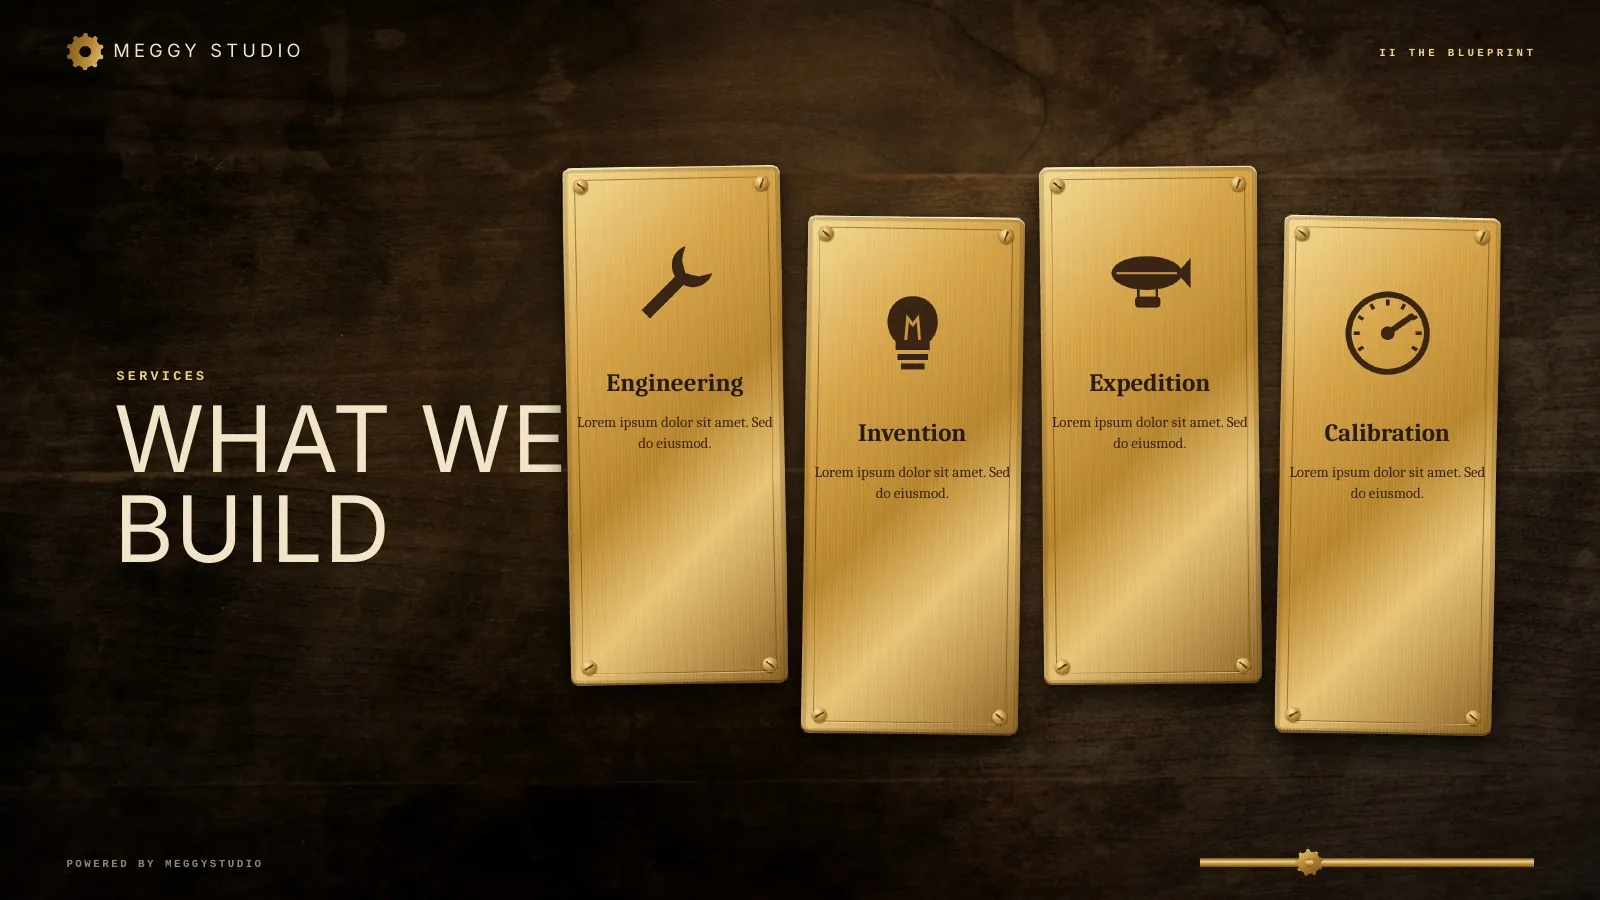 MEGGY STUDIO
II THE BLUEPRINT
SERVICES
WHAT WE
BUILD
Engineering
Lorem ipsum dolor sit amet. Sed
do eiusmod.
Invention
Lorem ipsum dolor sit amet. Sed
do eiusmod.
Expedition
Lorem ipsum dolor sit amet. Sed
do eiusmod.
Calibration
Lorem ipsum dolor sit amet. Sed
do eiusmod.
POWERED BY MEGGYSTUDIO